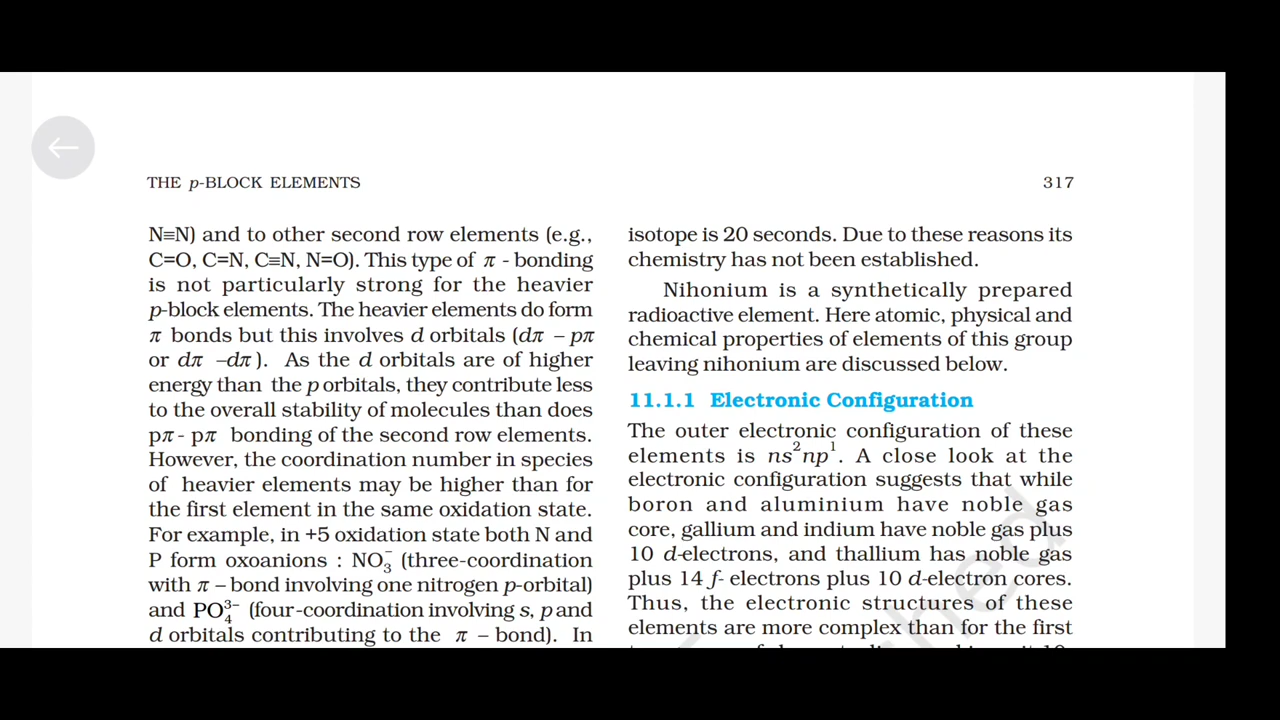 THE p-BLOCK ELEMENTS
317
N≡N) and to other second row elements (e.g.,
C=O, C=N, C≡N, N=O). This type of π - bonding
is not particularly strong for the heavier
p-block elements. The heavier elements do form
π bonds but this involves d orbitals (dπ – pπ
or dπ –dπ ). As the d orbitals are of higher
energy than the p orbitals, they contribute less
to the overall stability of molecules than does
pπ - pπ bonding of the second row elements.
However, the coordination number in species
of heavier elements may be higher than for
the first element in the same oxidation state.
For example, in +5 oxidation state both N and
P form oxoanions : NO₃⁻ (three-coordination
with π – bond involving one nitrogen p-orbital)
and PO₄³⁻ (four-coordination involving s, p and
d orbitals contributing to the π – bond). In
isotope is 20 seconds. Due to these reasons its
chemistry has not been established.
Nihonium is a synthetically prepared
radioactive element. Here atomic, physical and
chemical properties of elements of this group
leaving nihonium are discussed below.
11.1.1 Electronic Configuration
The outer electronic configuration of these
elements is ns²np¹. A close look at the
electronic configuration suggests that while
boron and aluminium have noble gas
core, gallium and indium have noble gas plus
10 d-electrons, and thallium has noble gas
plus 14 f- electrons plus 10 d-electron cores.
Thus, the electronic structures of these
elements are more complex than for the first